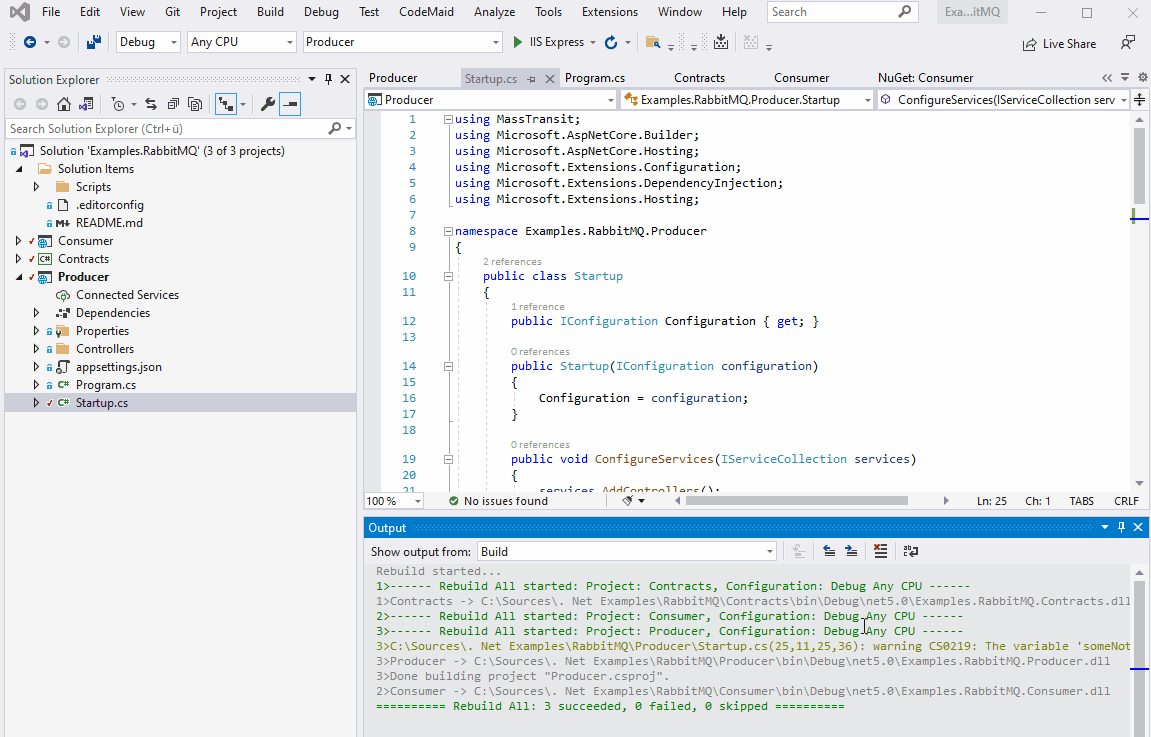 File Edit View Git Project Build Debug Test CodeMaid Analyze Tools Extensions Window Help Search Exa...itMQ
Debug Any CPU Producer IIS Express Live Share
Solution Explorer
Search Solution Explorer (Ctrl+ü)
Solution 'Examples.RabbitMQ' (3 of 3 projects)
Solution Items
Scripts
.editorconfig
README.md
Consumer
Contracts
Producer
Connected Services
Dependencies
Properties
Controllers
appsettings.json
Program.cs
Startup.cs
Producer Startup.cs Program.cs Contracts Consumer NuGet: Consumer
Producer Examples.RabbitMQ.Producer.Startup ConfigureServices(IServiceCollection serv
1 using MassTransit;
2 using Microsoft.AspNetCore.Builder;
3 using Microsoft.AspNetCore.Hosting;
4 using Microsoft.Extensions.Configuration;
5 using Microsoft.Extensions.DependencyInjection;
6 using Microsoft.Extensions.Hosting;
7
8 namespace Examples.RabbitMQ.Producer
9 {
2 references
10 public class Startup
11 {
1 reference
12 public IConfiguration Configuration { get; }
13
0 references
14 public Startup(IConfiguration configuration)
15 {
16 Configuration = configuration;
17 }
18
0 references
19 public void ConfigureServices(IServiceCollection services)
20 {
21 services.AddControllers();
100 % No issues found Ln: 25 Ch: 1 TABS CRLF
Output
Show output from: Build
Rebuild started...
1>------ Rebuild All started: Project: Contracts, Configuration: Debug Any CPU ------
1>Contracts -> C:\Sources\. Net Examples\RabbitMQ\Contracts\bin\Debug\net5.0\Examples.RabbitMQ.Contracts.dll
2>------ Rebuild All started: Project: Consumer, Configuration: Debug Any CPU ------
3>------ Rebuild All started: Project: Producer, Configuration: Debug Any CPU ------
3>C:\Sources\. Net Examples\RabbitMQ\Producer\Startup.cs(25,11,25,36): warning CS0219: The variable 'someNot
3>Producer -> C:\Sources\. Net Examples\RabbitMQ\Producer\bin\Debug\net5.0\Examples.RabbitMQ.Producer.dll
3>Done building project "Producer.csproj".
2>Consumer -> C:\Sources\. Net Examples\RabbitMQ\Consumer\bin\Debug\net5.0\Examples.RabbitMQ.Consumer.dll
========== Rebuild All: 3 succeeded, 0 failed, 0 skipped ==========